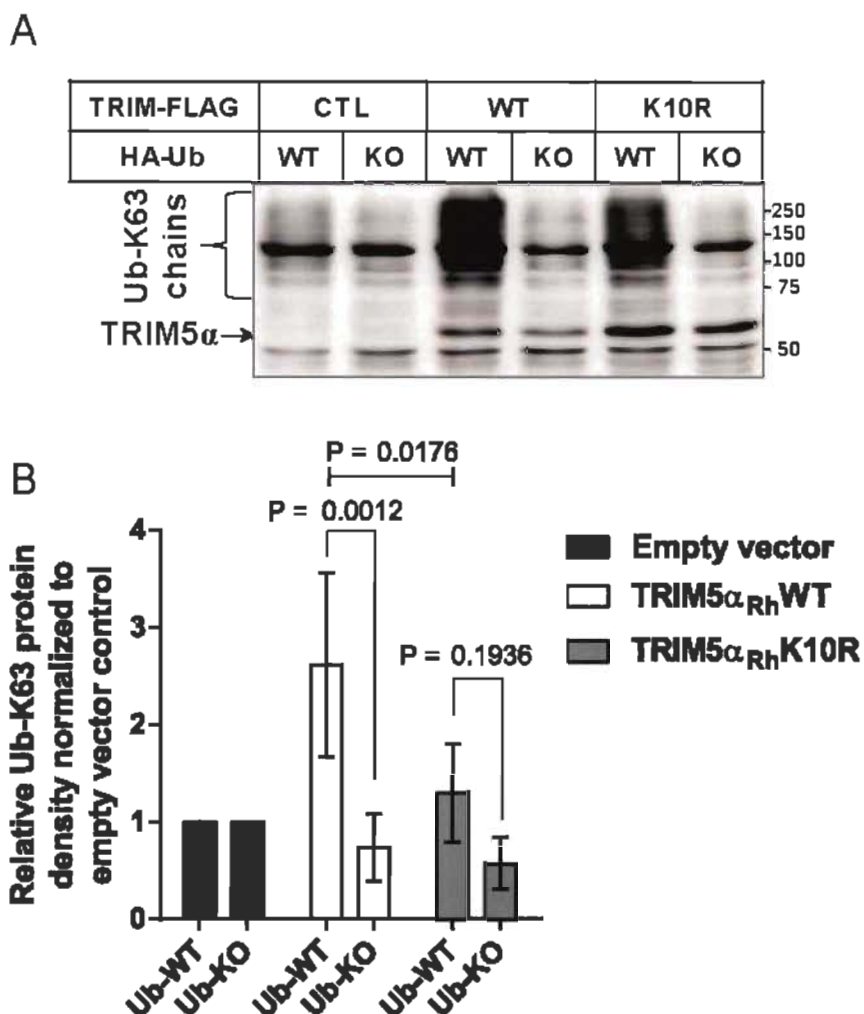 A
TRIM-FLAG CTL WT K10R
HA-Ub WT KO WT KO WT KO
Ub-K63
chains
TRIM5α
250
150
100
75
50
B
P = 0.0176
P = 0.0012
P = 0.1936
Relative Ub-K63 protein
density normalized to
empty vector control
4
3
2
1
0
Ub-WT
Ub-KO
Ub-WT
Ub-KO
Ub-WT
Ub-KO
Empty vector
TRIM5αRhWT
TRIM5αRhK10R